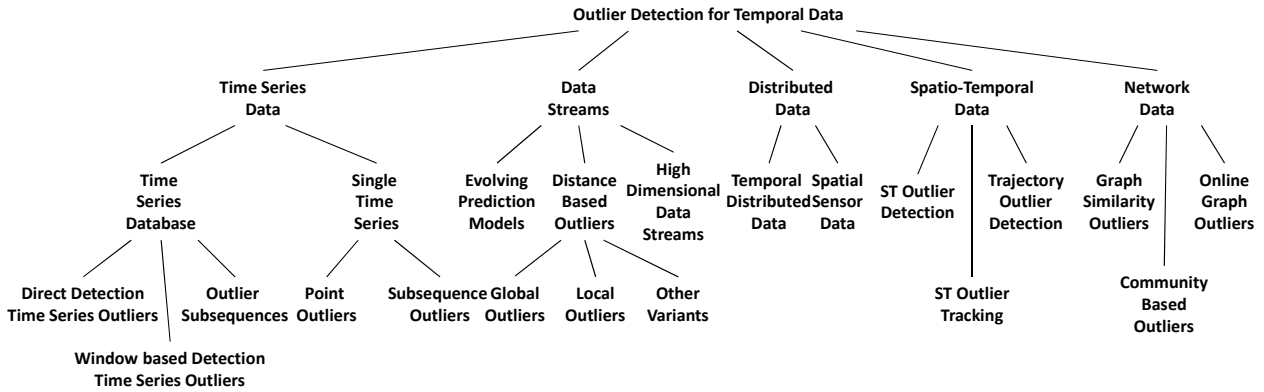 Outlier Detection for Temporal Data
Time Series
Data
Data
Streams
Distributed
Data
Spatio-Temporal
Data
Network
Data
Time
Series
Database
Single
Time
Series
Evolving
Prediction
Models
Distance
Based
Outliers
High
Dimensional
Data
Streams
Temporal
Distributed
Data
Spatial
Sensor
Data
ST Outlier
Detection
Trajectory
Outlier
Detection
Graph
Similarity
Outliers
Online
Graph
Outliers
Direct Detection
Time Series Outliers
Outlier
Subsequences
Point
Outliers
Subsequence
Outliers
Global
Outliers
Local
Outliers
Other
Variants
ST Outlier
Tracking
Community
Based
Outliers
Window based Detection
Time Series Outliers